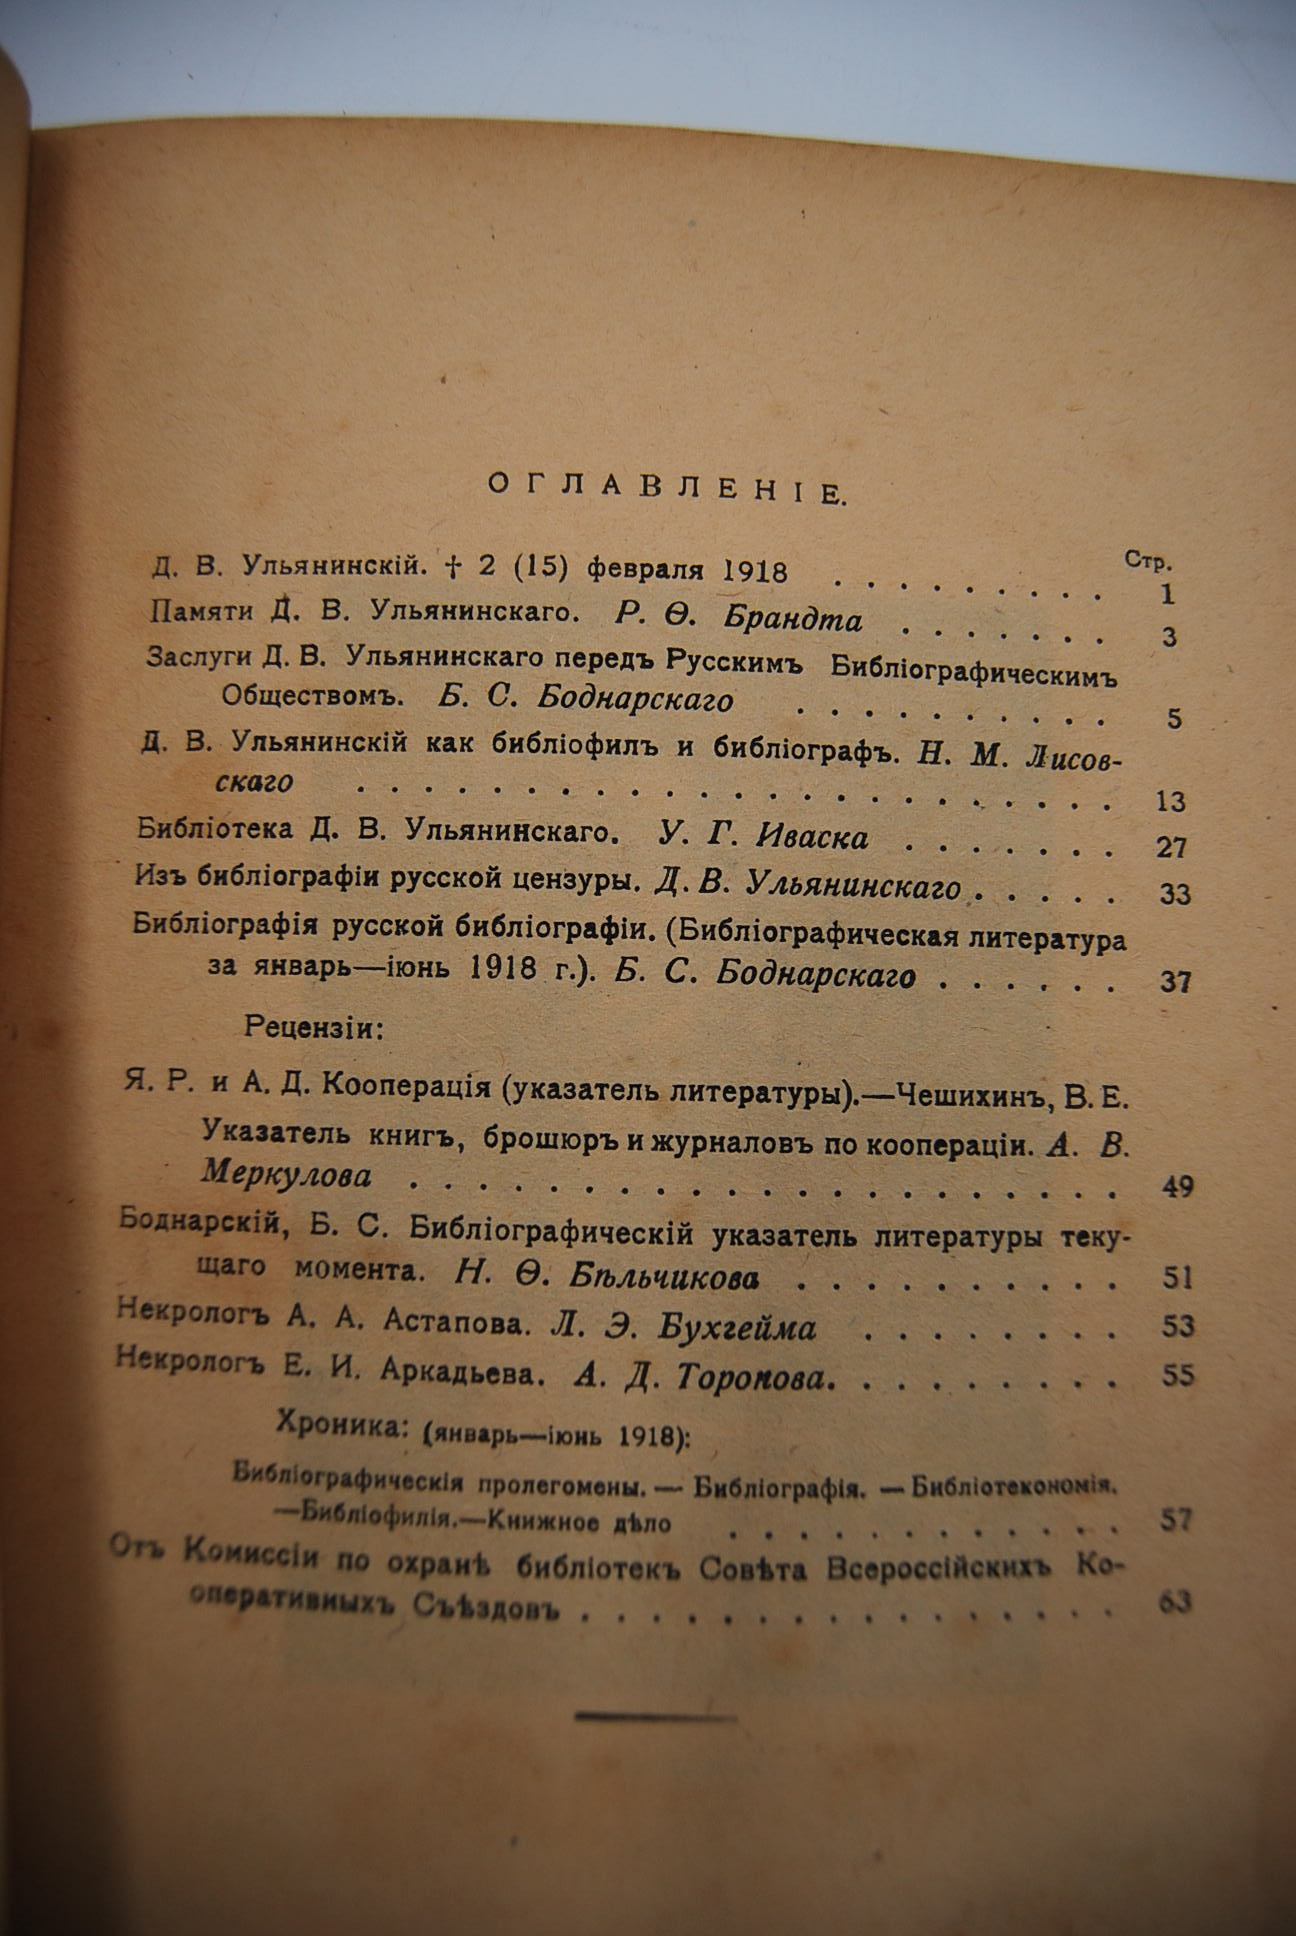 ОГЛАВЛЕНІЕ.
Стр.
Д. В. Ульянинскій. † 2 (15) февраля 1918 . . . . . . . . . 1
Памяти Д. В. Ульянинскаго. Р. Ѳ. Брандта . . . . . . . 3
Заслуги Д. В. Ульянинскаго передъ Русскимъ Библіографическимъ
Обществомъ. Б. С. Боднарскаго . . . . . . . . . . 5
Д. В. Ульянинскій как библіофилъ и библіографъ. Н. М. Лисов-
скаго . . . . . . . . . . . . . . . . . . . . . . . 13
Библіотека Д. В. Ульянинскаго. У. Г. Иваска . . . . . . . 27
Изъ библіографіи русской цензуры. Д. В. Ульянинскаго . . . . . 33
Библіографія русской библіографіи. (Библіографическая литература
за январь—іюнь 1918 г.). Б. С. Боднарскаго . . . . . . 37
Рецензіи:
Я. Р. и А. Д. Кооперація (указатель литературы).—Чешихинъ, В. Е.
Указатель книгъ, брошюръ и журналовъ по коопераціи. А. В.
Меркулова . . . . . . . . . . . . . . . . . . . . . 49
Боднарскій, Б. С. Библіографическій указатель литературы теку-
щаго момента. Н. Ѳ. Бѣльчикова . . . . . . . . . . 51
Некрологъ А. А. Астапова. Л. Э. Бухгейма . . . . . . . . 53
Некрологъ Е. И. Аркадьева. А. Д. Торопова. . . . . . . . . 55
Хроника: (январь—іюнь 1918):
Библіографическія пролегомены. — Библіографія. — Библіотекономія.
—Библіофилія.—Книжное дѣло . . . . . . . . . . . . 57
Отъ Комиссіи по охранѣ библіотекъ Совѣта Всероссійскихъ Ко-
оперативныхъ Съѣздовъ . . . . . . . . . . . . . . . . 63